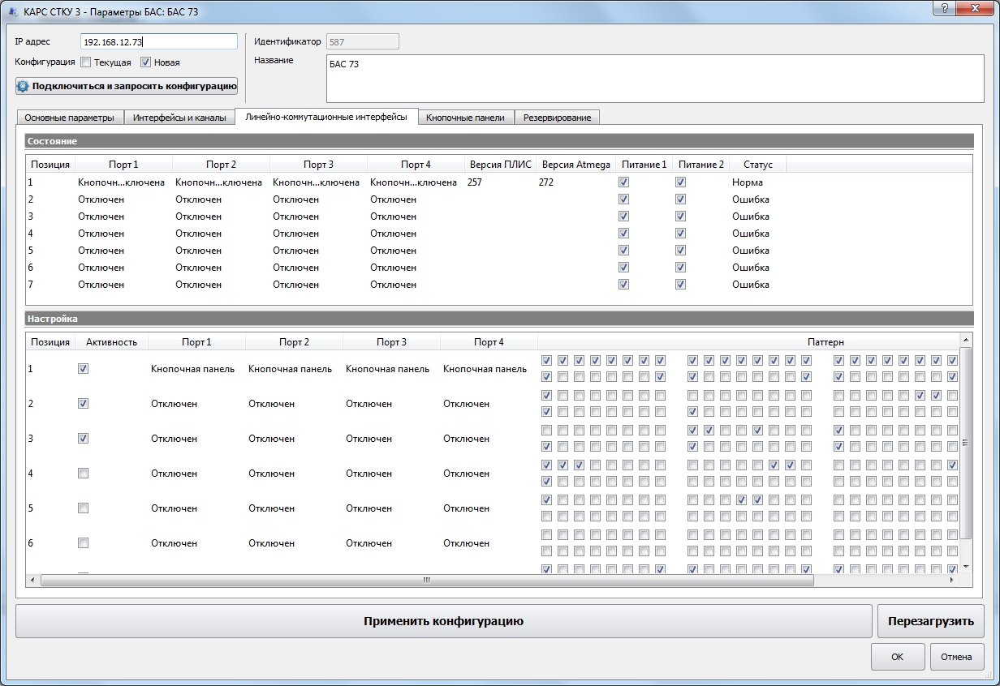 КАРС СТКУ 3 - Параметры БАС: БАС 73
IP адрес 192.168.12.73 Идентификатор 587
Конфигурация Текущая Новая Название БАС 73
Подключиться и запросить конфигурацию
Основные параметры Интерфейсы и каналы Линейно-коммутационные интерфейсы Кнопочные панели Резервирование
Состояние
Позиция Порт 1 Порт 2 Порт 3 Порт 4 Версия ПЛИС Версия Atmega Питание 1 Питание 2 Статус
1 Кнопочн...ключена Кнопочн...ключена Кнопочн...ключена Кнопочн...ключена 257 272 Норма
2 Отключен Отключен Отключен Отключен Ошибка
3 Отключен Отключен Отключен Отключен Ошибка
4 Отключен Отключен Отключен Отключен Ошибка
5 Отключен Отключен Отключен Отключен Ошибка
6 Отключен Отключен Отключен Отключен Ошибка
7 Отключен Отключен Отключен Отключен Ошибка
Настройка
Позиция Активность Порт 1 Порт 2 Порт 3 Порт 4 Паттерн
1 Кнопочная панель Кнопочная панель Кнопочная панель Кнопочная панель
2 Отключен Отключен Отключен Отключен
3 Отключен Отключен Отключен Отключен
4 Отключен Отключен Отключен Отключен
5 Отключен Отключен Отключен Отключен
6 Отключен Отключен Отключен Отключен
Применить конфигурацию Перезагрузить
OK Отмена